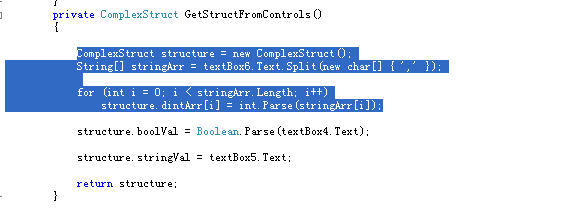 private ComplexStruct GetStructFromControls()
{
ComplexStruct structure = new ComplexStruct();
String[] stringArr = textBox6.Text.Split(new char[] { ',' });
for (int i = 0; i < stringArr.Length; i++)
structure.dintArr[i] = int.Parse(stringArr[i]);
structure.boolVal = Boolean.Parse(textBox4.Text);
structure.stringVal = textBox5.Text;
return structure;
}